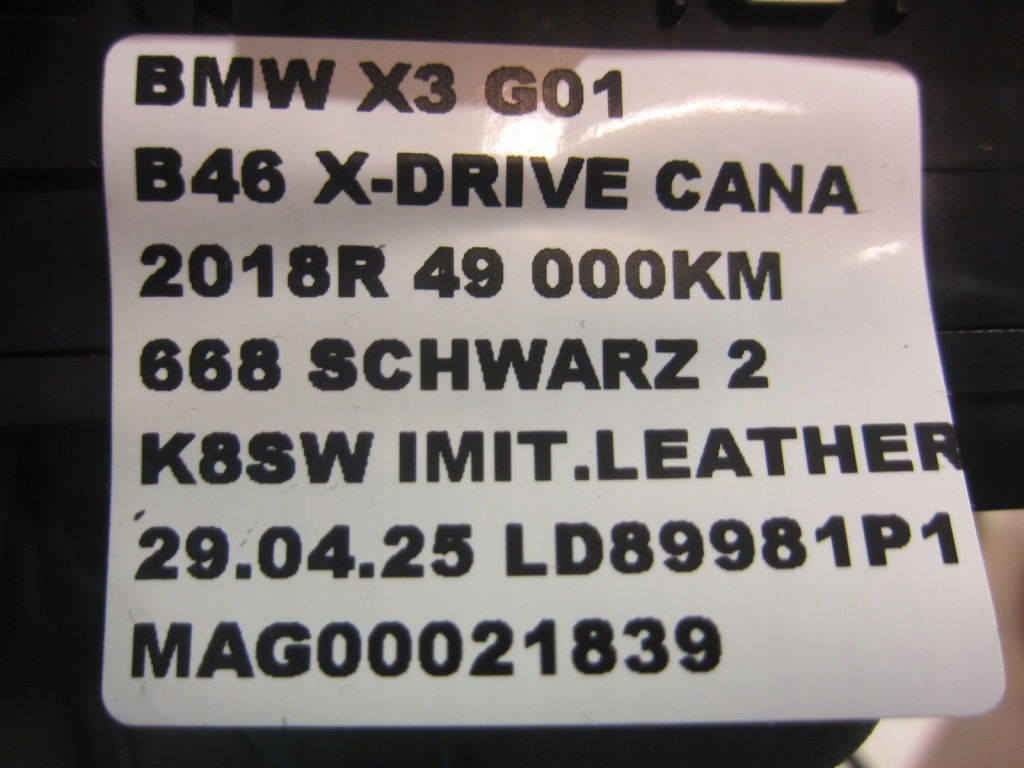 BMW X3 G01
B46 X-DRIVE CANA
2018R 49 000KM
668 SCHWARZ 2
K8SW IMIT.LEATHER
29.04.25 LD89981P1
MAG00021839